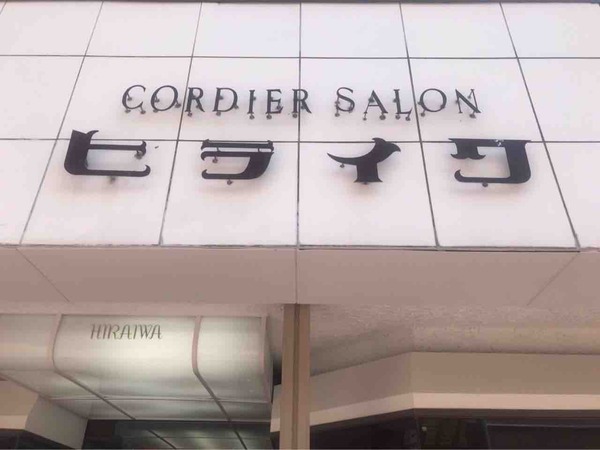 CORDIER SALON
ヒライワ
HIRAIWA